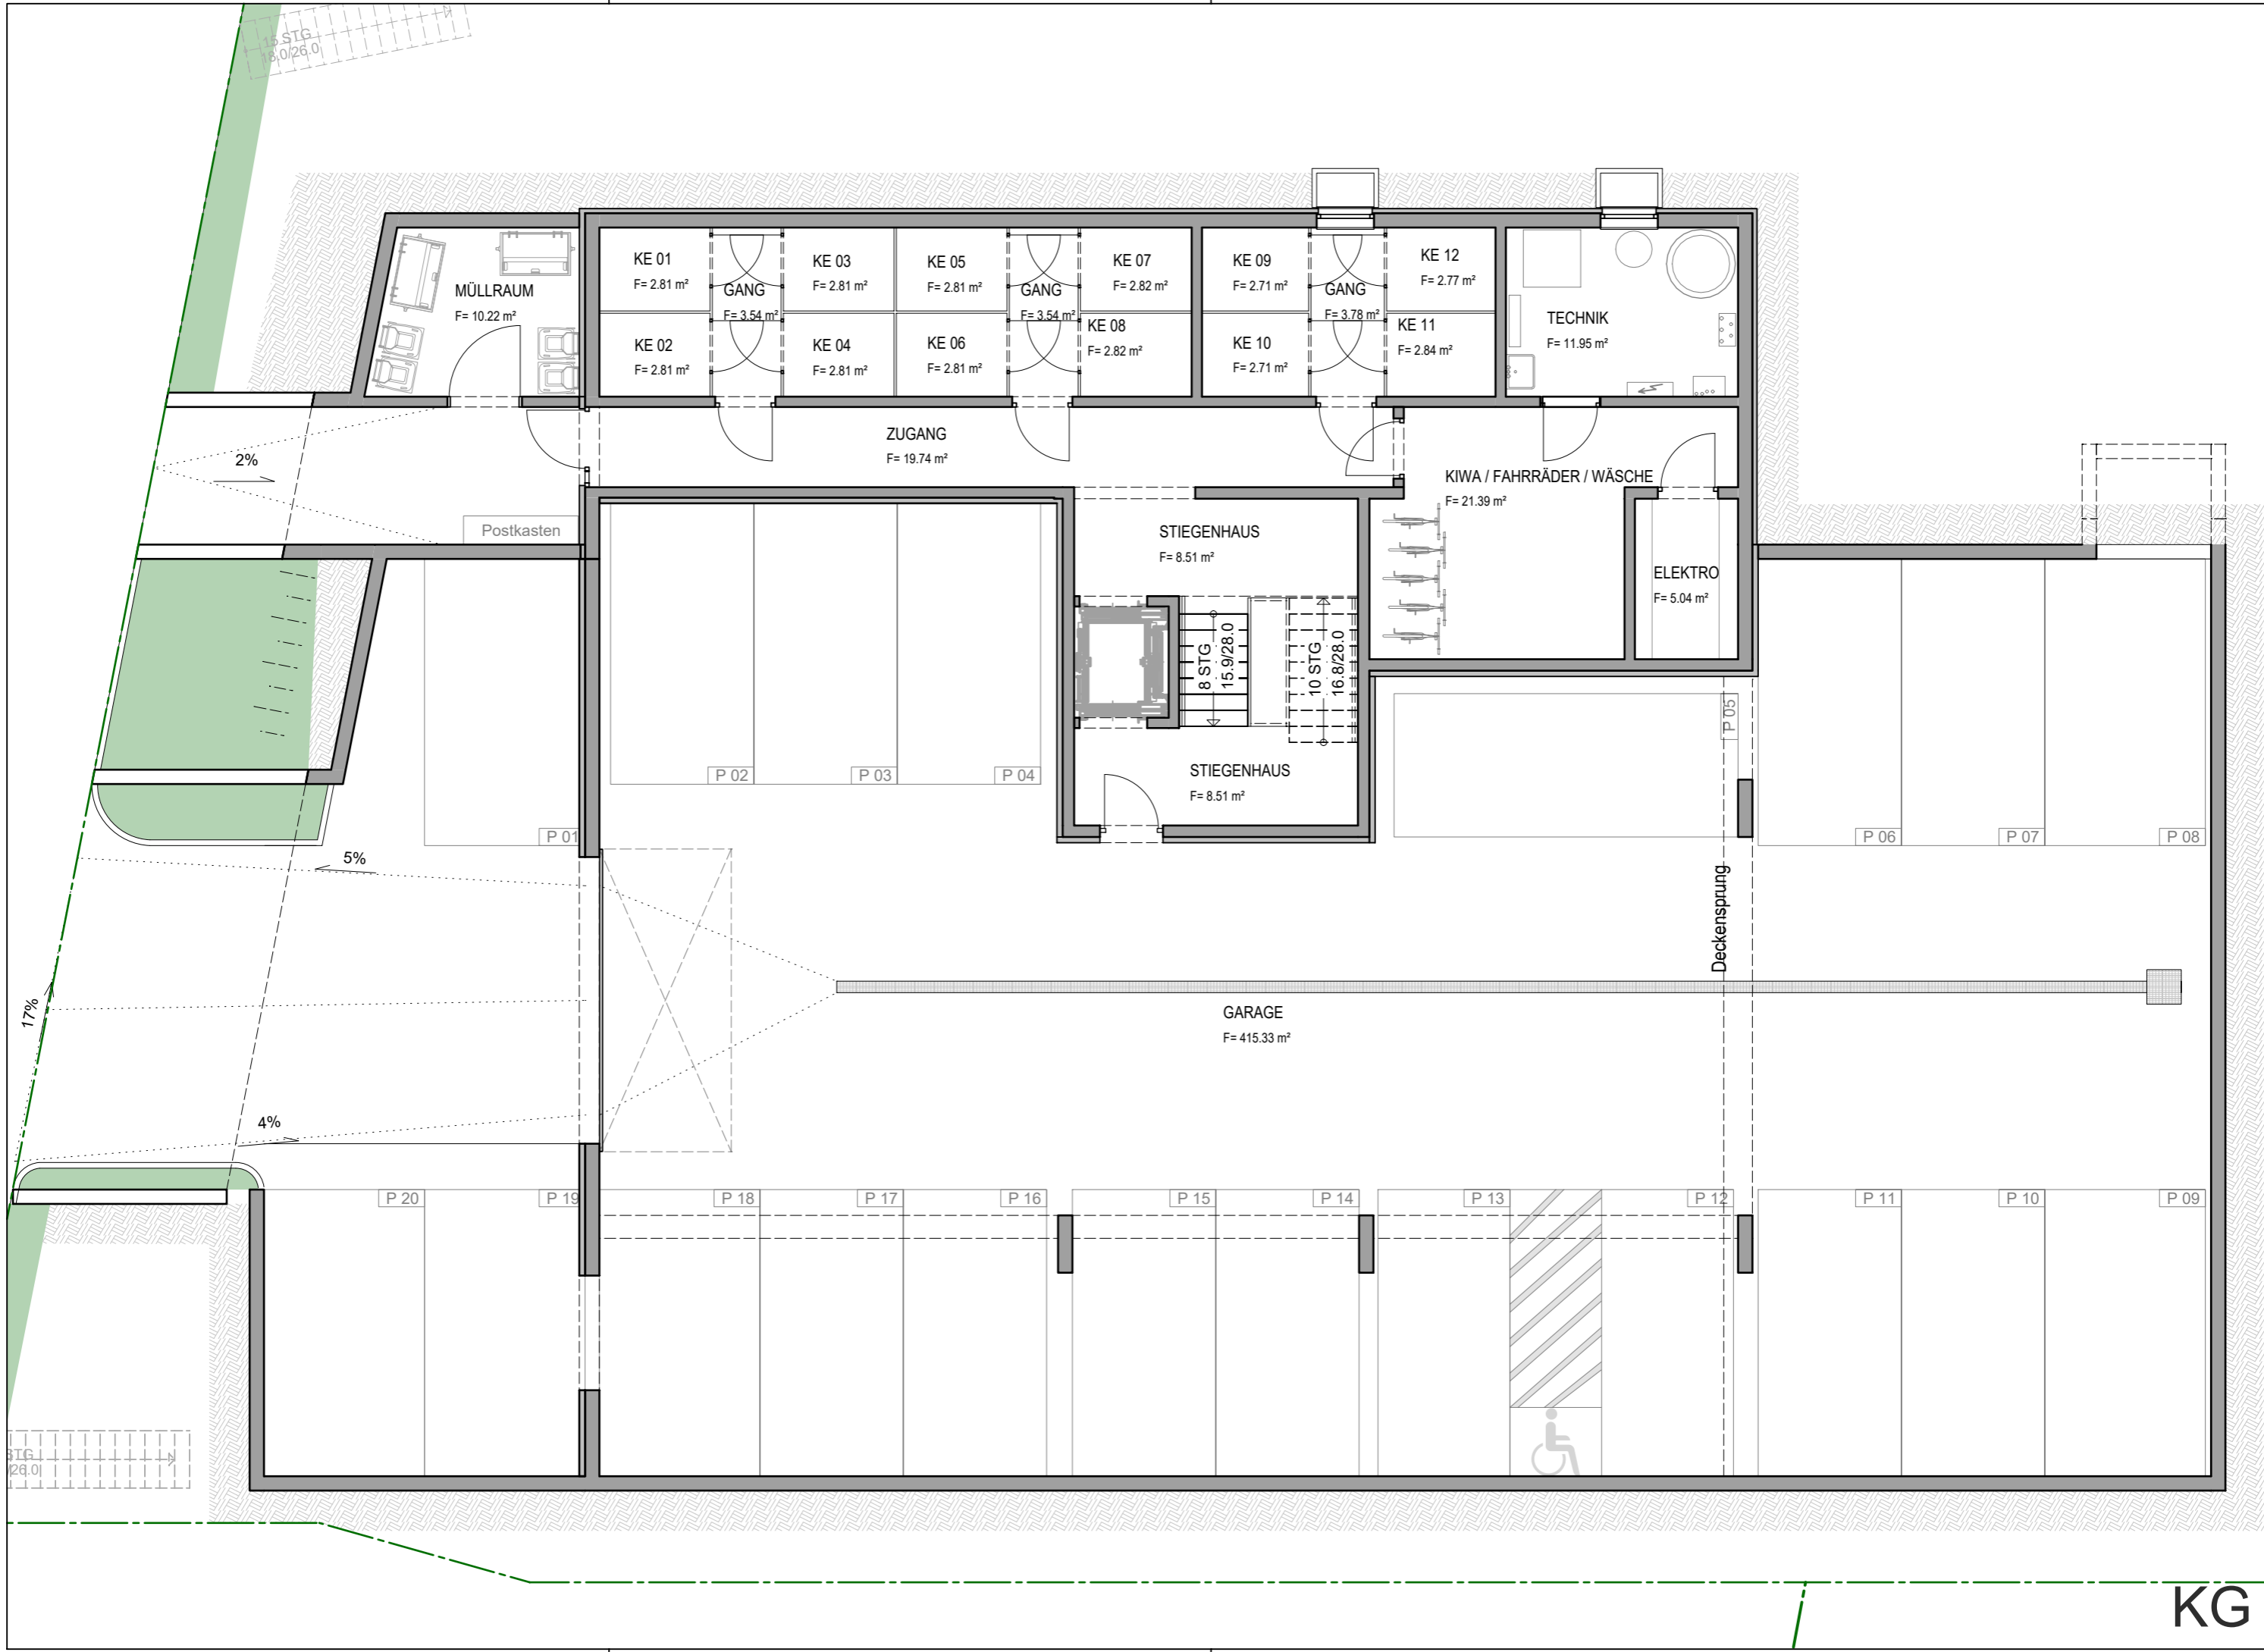 16 STG
18.0/26.0
MÜLLRAUM
F= 10.22 m²
KE 01
F= 2.81 m²
KE 02
F= 2.81 m²
GANG
F= 3.54 m²
KE 03
F= 2.81 m²
KE 04
F= 2.81 m²
KE 05
F= 2.81 m²
KE 06
F= 2.81 m²
GANG
F= 3.54 m²
KE 07
F= 2.82 m²
KE 08
F= 2.82 m²
KE 09
F= 2.71 m²
KE 10
F= 2.71 m²
GANG
F= 3.78 m²
KE 12
F= 2.77 m²
KE 11
F= 2.84 m²
TECHNIK
F= 11.95 m²
ZUGANG
F= 19.74 m²
2%
Postkasten
KIWA / FAHRRÄDER / WÄSCHE
F= 21.39 m²
STIEGENHAUS
F= 8.51 m²
ELEKTRO
F= 5.04 m²
8 STG
15.9/28.0
10 STG
16.8/28.0
STIEGENHAUS
F= 8.51 m²
P 01
P 02
P 03
P 04
P 05
P 06
P 07
P 08
5%
Deckensprung
17%
GARAGE
F= 415.33 m²
4%
P 20
P 19
P 18
P 17
P 16
P 15
P 14
P 13
P 12
P 11
P 10
P 09
STG
/26.0
KG